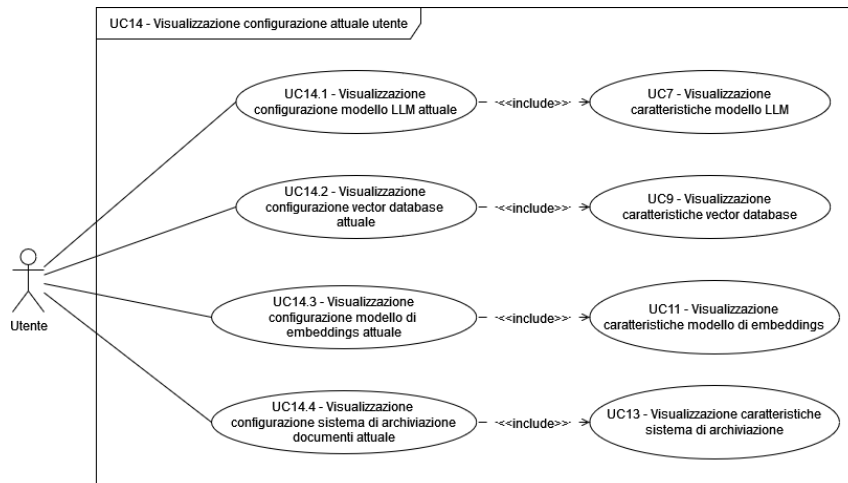 UC14 - Visualizzazione configurazione attuale utente
UC14.1 - Visualizzazione
configurazione modello LLM attuale
<<include>>
UC7 - Visualizzazione
caratteristiche modello LLM
UC14.2 - Visualizzazione
configurazione vector database
attuale
<<include>>
UC9 - Visualizzazione
caratteristiche vector database
Utente
UC14.3 - Visualizzazione
configurazione modello di
embeddings attuale
<<include>>
UC11 - Visualizzazione
caratteristiche modello di embeddings
UC14.4 - Visualizzazione
configurazione sistema di archiviazione
documenti attuale
<<include>>
UC13 - Visualizzazione caratteristiche
sistema di archiviazione